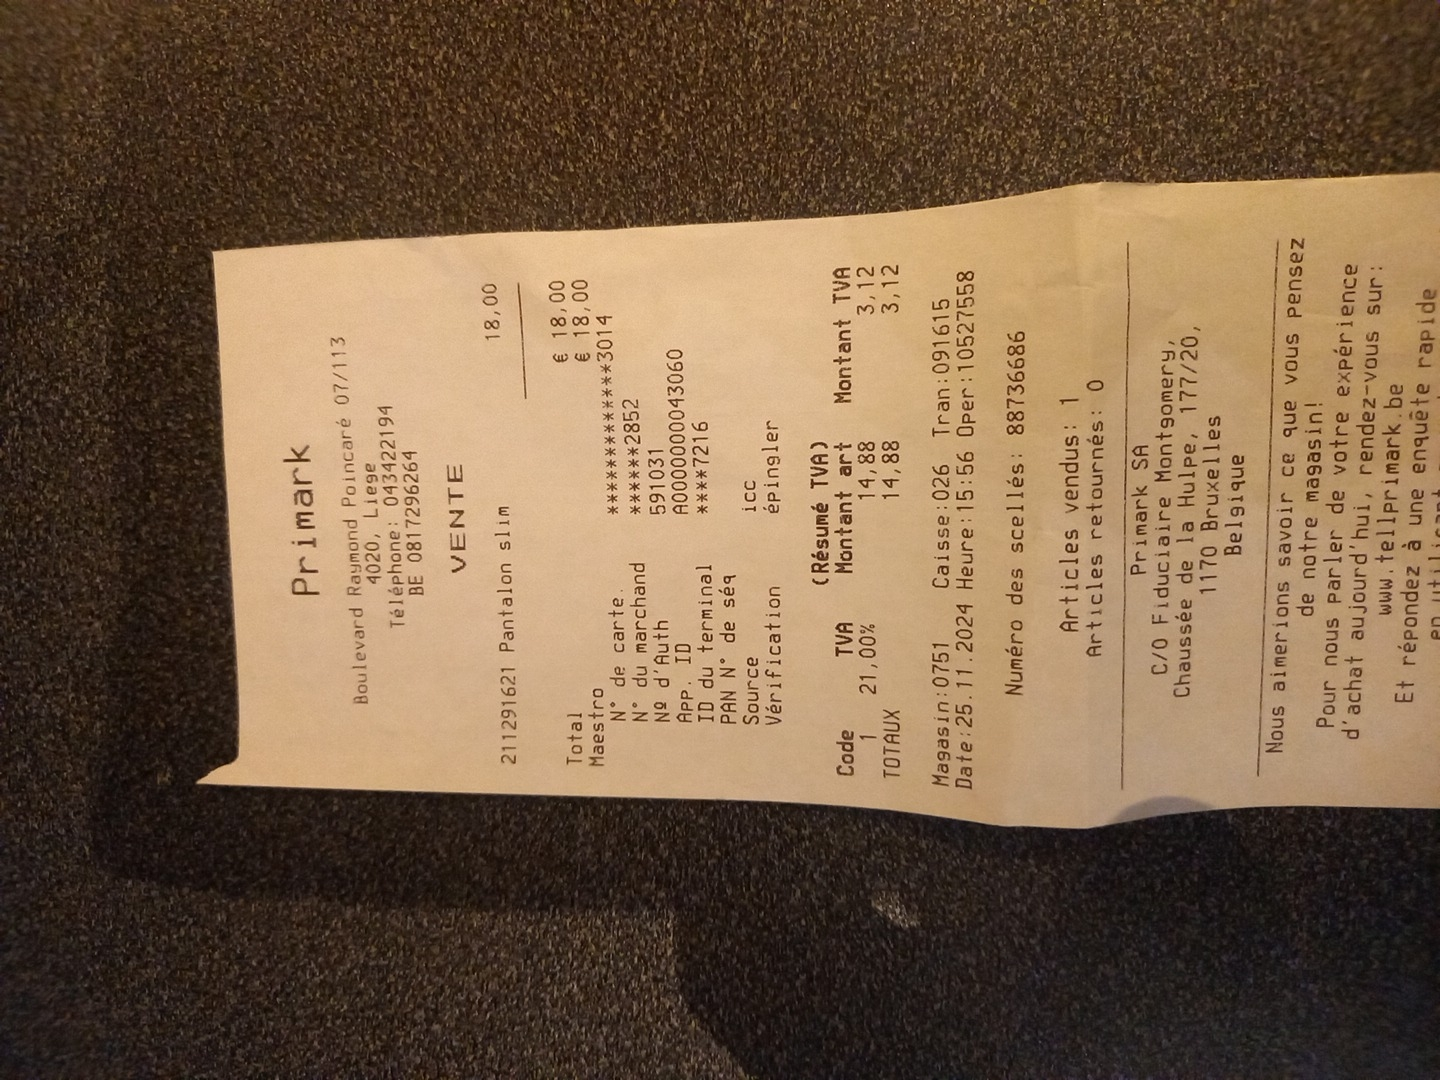 Primark
Boulevard Raymond Poincaré 07/113
4020, Liege
Téléphone: 043422194
BE 0817296264
VENTE
211291621 Pantalon slim 18,00
Total € 18,00
Maestro € 18,00
N° de carte. **************3014
N° du marchand ******2852
Nº d'Auth 591031
App. ID A0000000043060
ID du terminal ****7216
PAN N° de séq
Source icc
Vérification épingler
(Résumé TVA)
Code TVA Montant art Montant TVA
1 21,00% 14,88 3,12
TOTAUX 14,88 3,12
Magasin:0751 Caisse:026 Tran:091615
Date:25.11.2024 Heure:15:56 Oper:10527558
Numéro des scellés: 88736686
Articles vendus: 1
Articles retournés: 0
Primark SA
C/O Fiduciaire Montgomery,
Chaussée de la Hulpe, 177/20,
1170 Bruxelles
Belgique
Nous aimerions savoir ce que vous pensez
de notre magasin!
Pour nous parler de votre expérience
d'achat aujourd'hui, rendez-vous sur:
www.tellprimark.be
Et répondez à une enquête rapide
en utilisant